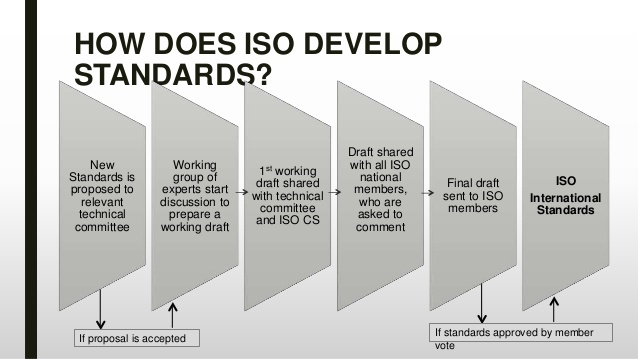 HOW DOES ISO DEVELOP
STANDARDS?
New
Standards is
proposed to
relevant
technical
committee
Working
group of
experts start
discussion to
prepare a
working draft
1st working
draft shared
with technical
committee
and ISO CS
Draft shared
with all ISO
national
members,
who are
asked to
comment
Final draft
sent to ISO
members
ISO
International
Standards
If proposal is accepted
If standards approved by member
vote